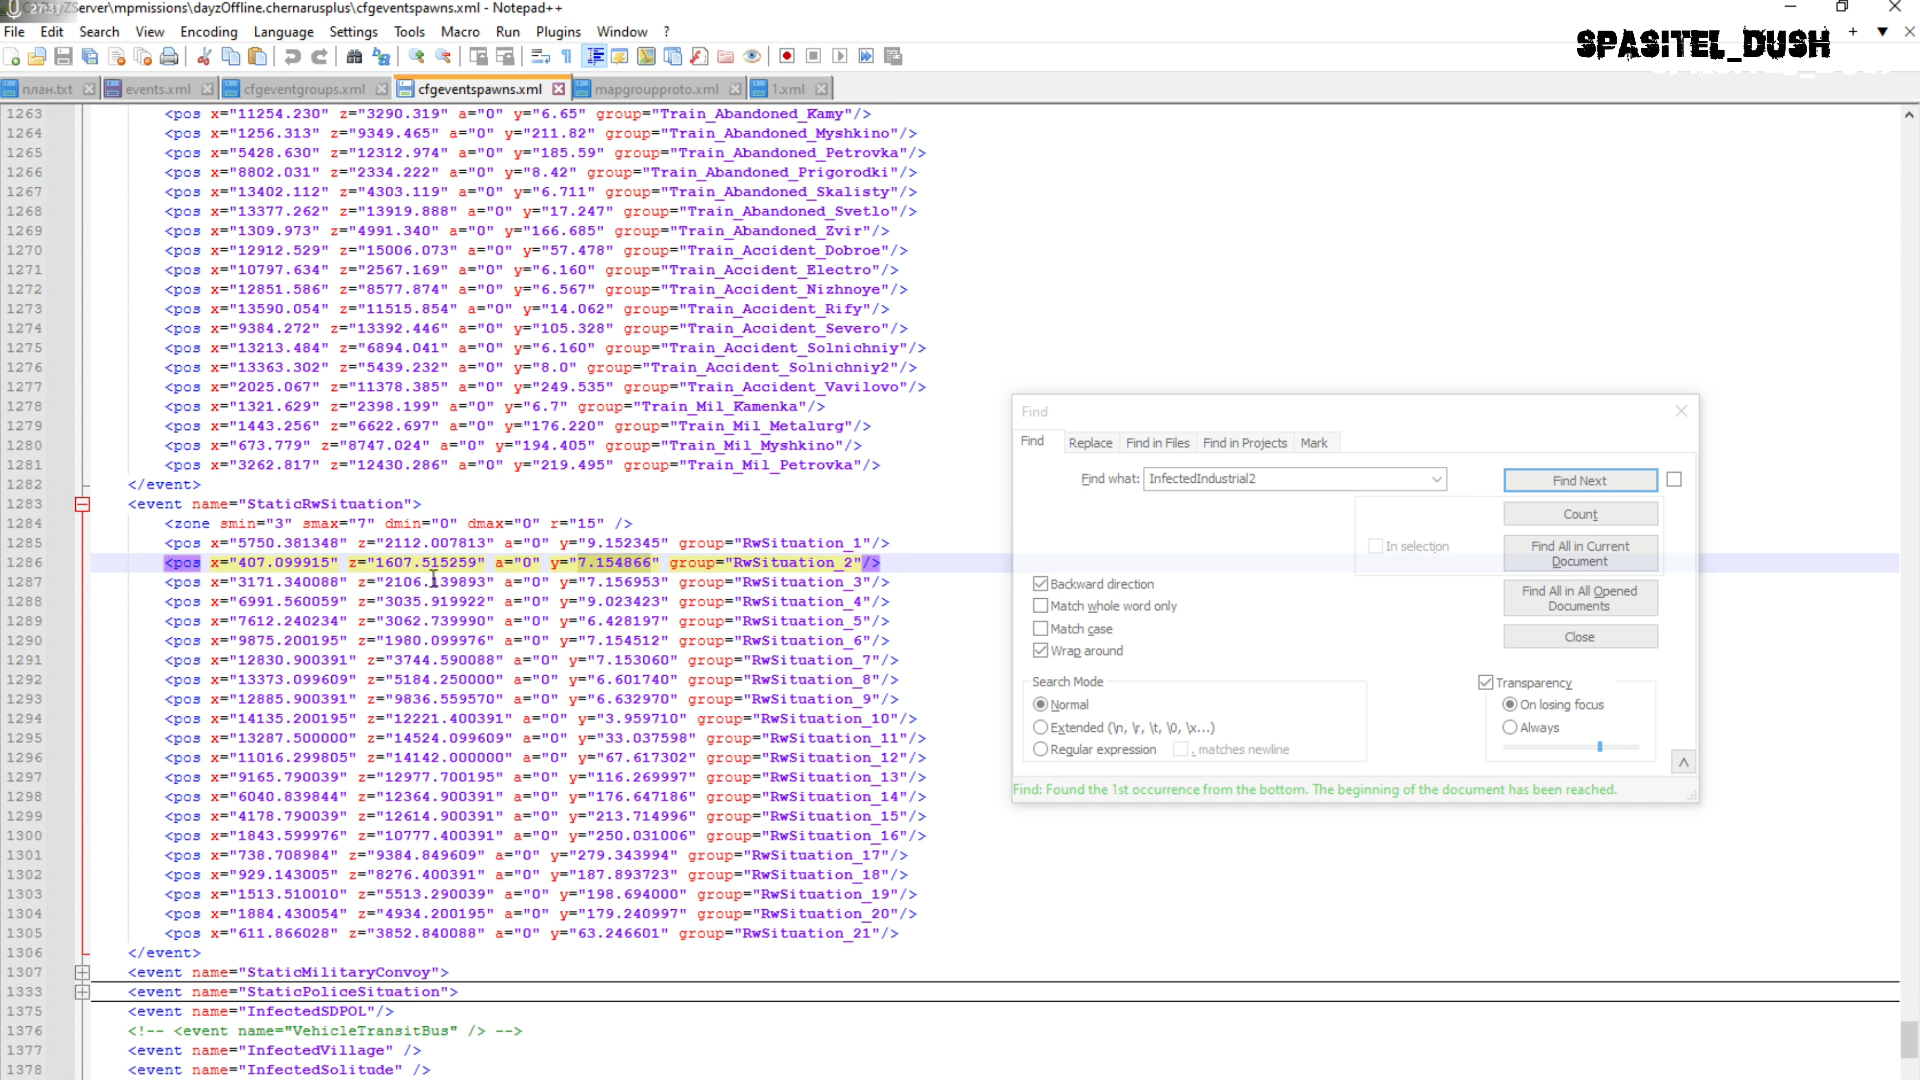 27:31 ZServer\mpmissions\dayzOffline.chernarusplus\cfgeventspawns.xml - Notepad++
File Edit Search View Encoding Language Settings Tools Macro Run Plugins Window ?
SPASITEL_DUSH
план.txt events.xml cfgeventgroups.xml cfgeventspawns.xml mapgroupproto.xml 1.xml
1263 <pos x="11254.230" z="3290.319" a="0" y="6.65" group="Train_Abandoned_Kamy"/>
1264 <pos x="1256.313" z="9349.465" a="0" y="211.82" group="Train_Abandoned_Myshkino"/>
1265 <pos x="5428.630" z="12312.974" a="0" y="185.59" group="Train_Abandoned_Petrovka"/>
1266 <pos x="8802.031" z="2334.222" a="0" y="8.42" group="Train_Abandoned_Prigorodki"/>
1267 <pos x="13402.112" z="4303.119" a="0" y="6.711" group="Train_Abandoned_Skalisty"/>
1268 <pos x="13377.262" z="13919.888" a="0" y="17.247" group="Train_Abandoned_Svetlo"/>
1269 <pos x="1309.973" z="4991.340" a="0" y="166.685" group="Train_Abandoned_Zvir"/>
1270 <pos x="12912.529" z="15006.073" a="0" y="57.478" group="Train_Accident_Dobroe"/>
1271 <pos x="10797.634" z="2567.169" a="0" y="6.160" group="Train_Accident_Electro"/>
1272 <pos x="12851.586" z="8577.874" a="0" y="6.567" group="Train_Accident_Nizhnoye"/>
1273 <pos x="13590.054" z="11515.854" a="0" y="14.062" group="Train_Accident_Rify"/>
1274 <pos x="9384.272" z="13392.446" a="0" y="105.328" group="Train_Accident_Severo"/>
1275 <pos x="13213.484" z="6894.041" a="0" y="6.160" group="Train_Accident_Solnichniy"/>
1276 <pos x="13363.302" z="5439.232" a="0" y="8.0" group="Train_Accident_Solnichniy2"/>
1277 <pos x="2025.067" z="11378.385" a="0" y="249.535" group="Train_Accident_Vavilovo"/>
1278 <pos x="1321.629" z="2398.199" a="0" y="6.7" group="Train_Mil_Kamenka"/>
1279 <pos x="1443.256" z="6622.697" a="0" y="176.220" group="Train_Mil_Metalurg"/>
1280 <pos x="673.779" z="8747.024" a="0" y="194.405" group="Train_Mil_Myshkino"/>
1281 <pos x="3262.817" z="12430.286" a="0" y="219.495" group="Train_Mil_Petrovka"/>
1282 </event>
1283 <event name="StaticRwSituation">
1284 <zone smin="3" smax="7" dmin="0" dmax="0" r="15" />
1285 <pos x="5750.381348" z="2112.007813" a="0" y="9.152345" group="RwSituation_1"/>
1286 <pos x="407.099915" z="1607.515259" a="0" y="7.154866" group="RwSituation_2"/>
1287 <pos x="3171.340088" z="2106.139893" a="0" y="7.156953" group="RwSituation_3"/>
1288 <pos x="6991.560059" z="3035.919922" a="0" y="9.023423" group="RwSituation_4"/>
1289 <pos x="7612.240234" z="3062.739990" a="0" y="6.428197" group="RwSituation_5"/>
1290 <pos x="9875.200195" z="1980.099976" a="0" y="7.154512" group="RwSituation_6"/>
1291 <pos x="12830.900391" z="3744.590088" a="0" y="7.153060" group="RwSituation_7"/>
1292 <pos x="13373.099609" z="5184.250000" a="0" y="6.601740" group="RwSituation_8"/>
1293 <pos x="12885.900391" z="9836.559570" a="0" y="6.632970" group="RwSituation_9"/>
1294 <pos x="14135.200195" z="12221.400391" a="0" y="3.959710" group="RwSituation_10"/>
1295 <pos x="13287.500000" z="14524.099609" a="0" y="33.037598" group="RwSituation_11"/>
1296 <pos x="11016.299805" z="14142.000000" a="0" y="67.617302" group="RwSituation_12"/>
1297 <pos x="9165.790039" z="12977.700195" a="0" y="116.269997" group="RwSituation_13"/>
1298 <pos x="6040.839844" z="12364.900391" a="0" y="176.647186" group="RwSituation_14"/>
1299 <pos x="4178.790039" z="12614.900391" a="0" y="213.714996" group="RwSituation_15"/>
1300 <pos x="1843.599976" z="10777.400391" a="0" y="250.031006" group="RwSituation_16"/>
1301 <pos x="738.708984" z="9384.849609" a="0" y="279.343994" group="RwSituation_17"/>
1302 <pos x="929.143005" z="8276.400391" a="0" y="187.893723" group="RwSituation_18"/>
1303 <pos x="1513.510010" z="5513.290039" a="0" y="198.694000" group="RwSituation_19"/>
1304 <pos x="1884.430054" z="4934.200195" a="0" y="179.240997" group="RwSituation_20"/>
1305 <pos x="611.866028" z="3852.840088" a="0" y="63.246601" group="RwSituation_21"/>
1306 </event>
1307 <event name="StaticMilitaryConvoy">
1333 <event name="StaticPoliceSituation">
1375 <event name="InfectedSDPOL"/>
1376 <!-- <event name="VehicleTransitBus" /> -->
1377 <event name="InfectedVillage" />
1378 <event name="InfectedSolitude" />
Find
Find Replace Find in Files Find in Projects Mark
Find what: InfectedIndustrial2 Find Next
Count
In selection Find All in Current Document
Backward direction
Find All in All Opened Documents
Match whole word only
Match case Close
Wrap around
Search Mode Transparency
Normal On losing focus
Extended (\n, \r, \t, \0, \x...) Always
Regular expression . matches newline
Find: Found the 1st occurrence from the bottom. The beginning of the document has been reached.